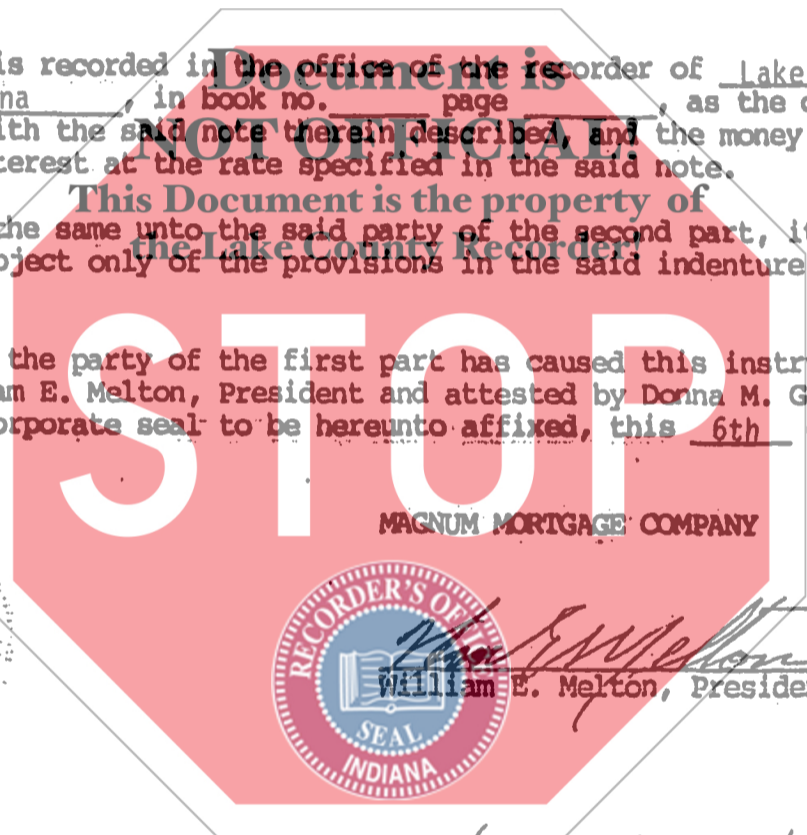 Document is
is recorded in the office of the recorder of Lake
na , in book no. page , as the
ith the said note therein described, and the money
erest at the rate specified in the said note.
NOT OFFICIAL
This Document is the property of
the Lake County Recorder!
he same unto the said party of the second part, i
ject only of the provisions in the said indenture
STOP
the party of the first part has caused this instr
am E. Melton, President and attested by Donna M. G
rporate seal to be hereunto affixed, this 6th
MAGNUM MORTGAGE COMPANY
RECORDER'S OFFICE
SEAL
INDIANA
William E. Melton, Preside